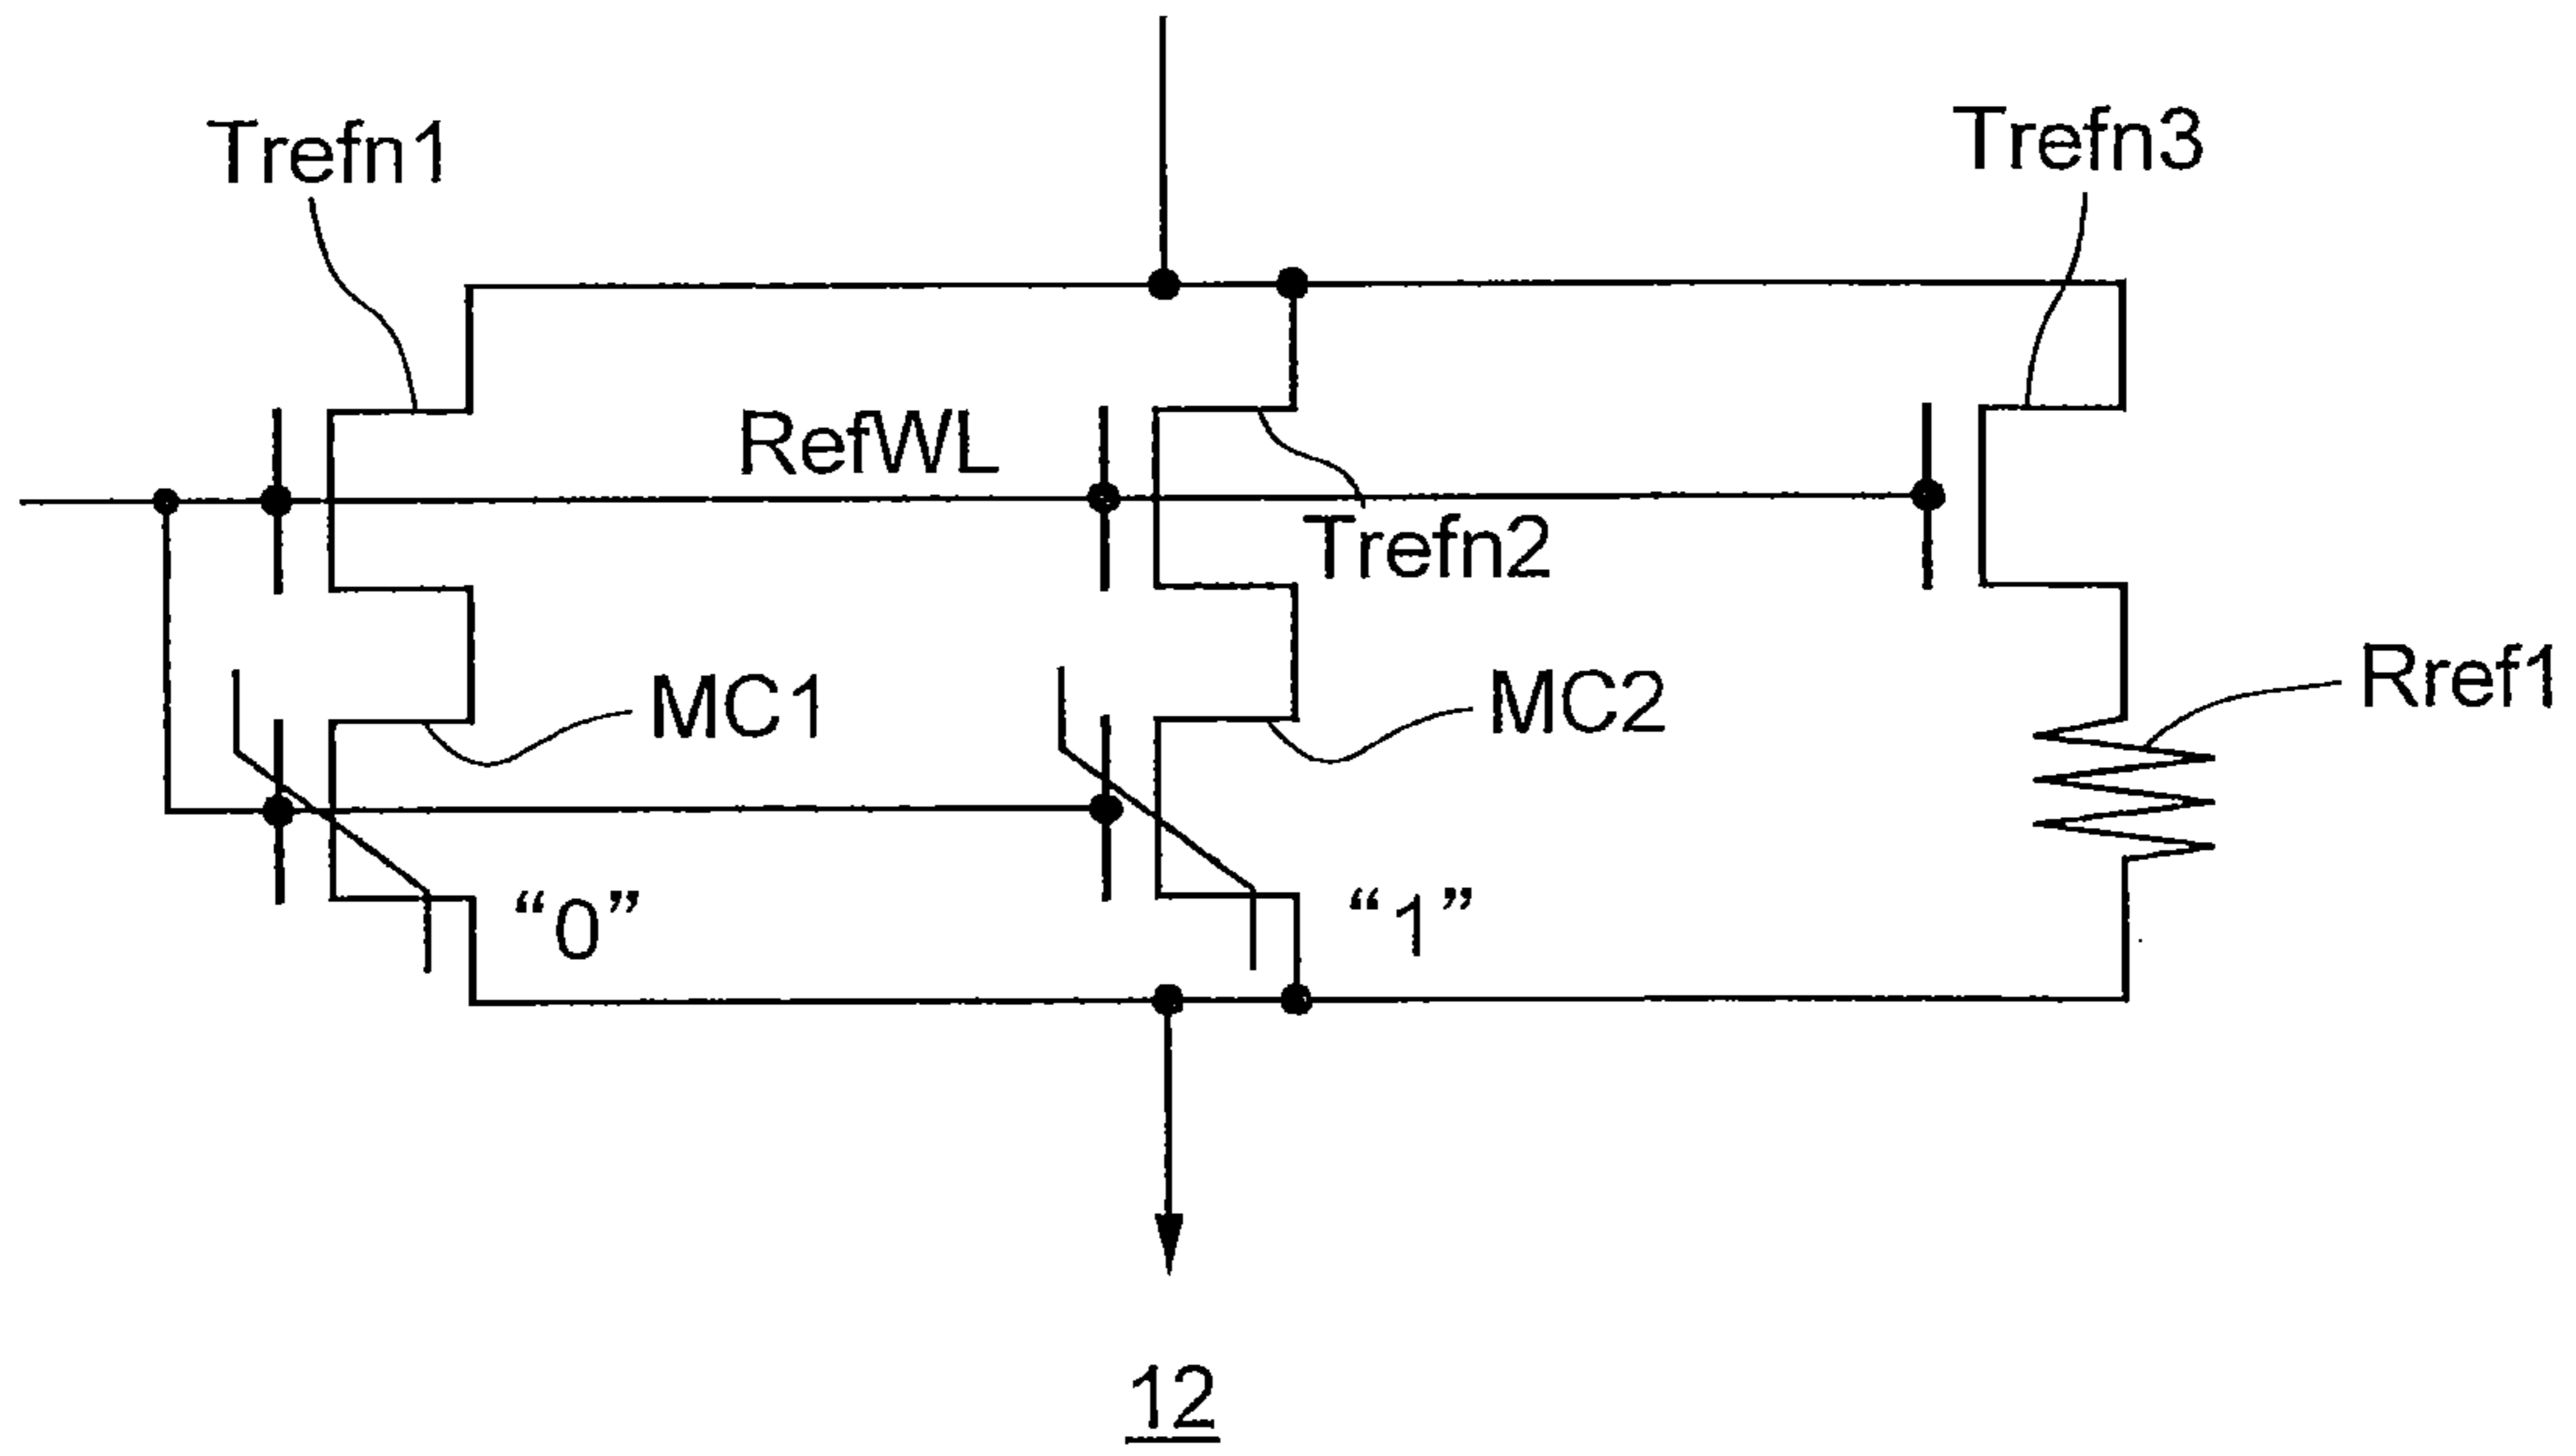 Trefn1
Trefn3
RefWL
Trefn2
MC1
MC2
Rref1
“0”
“1”
12